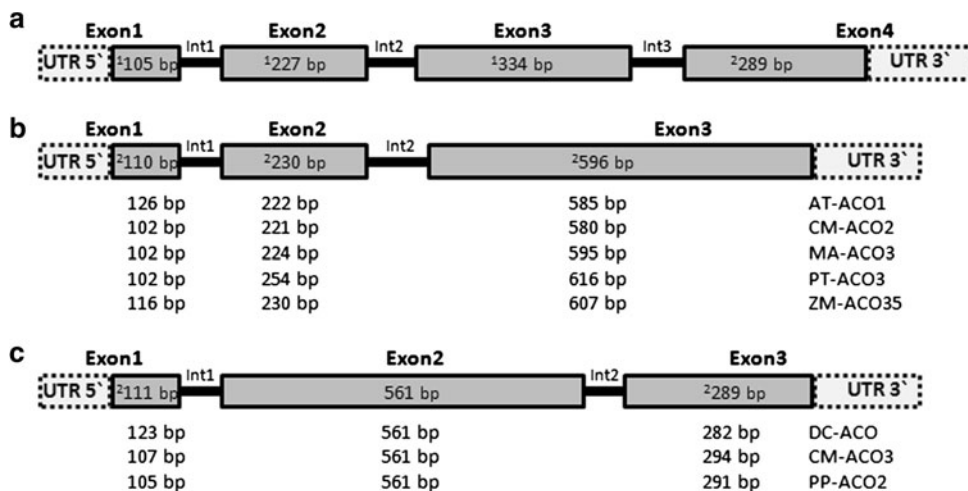 a
Exon1 Exon2 Exon3 Exon4
Int1 Int2 Int3
UTR 5` ¹105 bp ¹227 bp ¹334 bp ²289 bp UTR 3`
b
Exon1 Exon2 Exon3
Int1 Int2
UTR 5` ²110 bp ²230 bp ²596 bp UTR 3`
126 bp 222 bp 585 bp AT-ACO1
102 bp 221 bp 580 bp CM-ACO2
102 bp 224 bp 595 bp MA-ACO3
102 bp 254 bp 616 bp PT-ACO3
116 bp 230 bp 607 bp ZM-ACO35
c
Exon1 Exon2 Exon3
Int1 Int2
UTR 5` ²111 bp 561 bp ²289 bp UTR 3`
123 bp 561 bp 282 bp DC-ACO
107 bp 561 bp 294 bp CM-ACO3
105 bp 561 bp 291 bp PP-ACO2